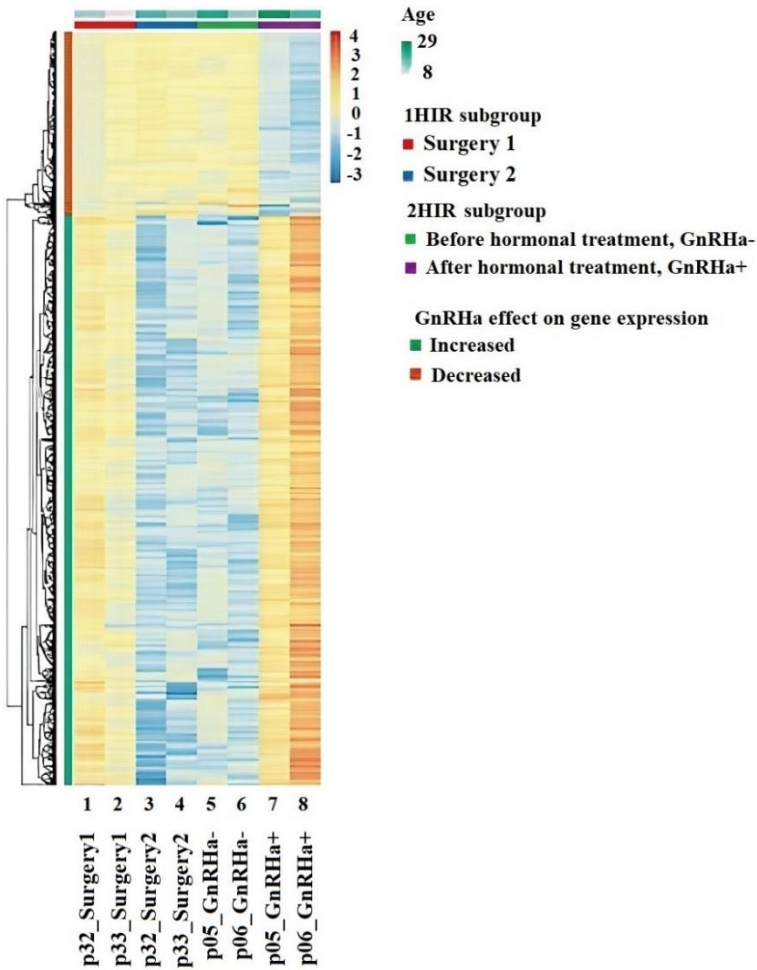 4
3
2
1
0
-1
-2
-3
Age
29
8
1HIR subgroup
Surgery 1
Surgery 2
2HIR subgroup
Before hormonal treatment, GnRHa-
After hormonal treatment, GnRHa+
GnRHa effect on gene expression
Increased
Decreased
1 2 3 4 5 6 7 8
p32_Surgery1
p33_Surgery1
p32_Surgery2
p33_Surgery2
p05_GnRHa-
p06_GnRHa-
p05_GnRHa+
p06_GnRHa+